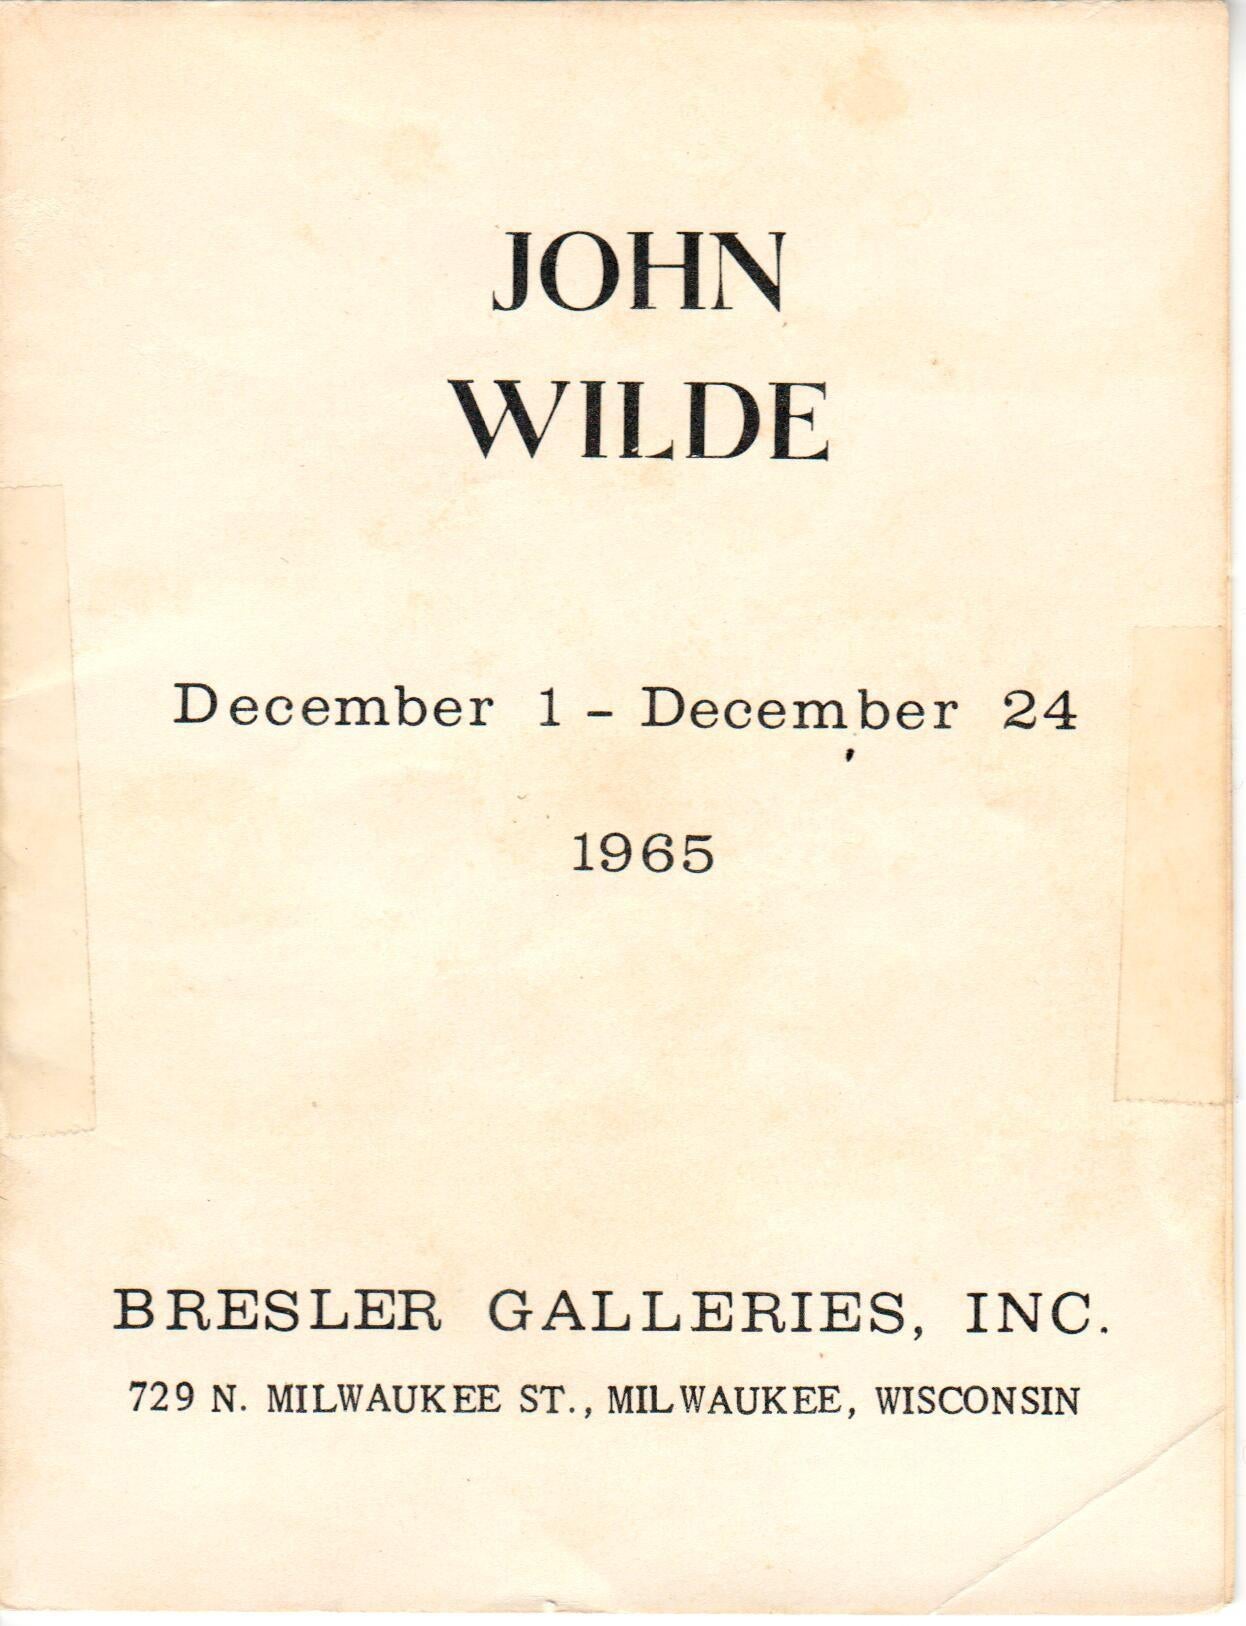 JOHN
WILDE
December 1 - December 24
1965
BRESLER GALLERIES, INC.
729 N. MILWAUKEE ST., MILWAUKEE, WISCONSIN